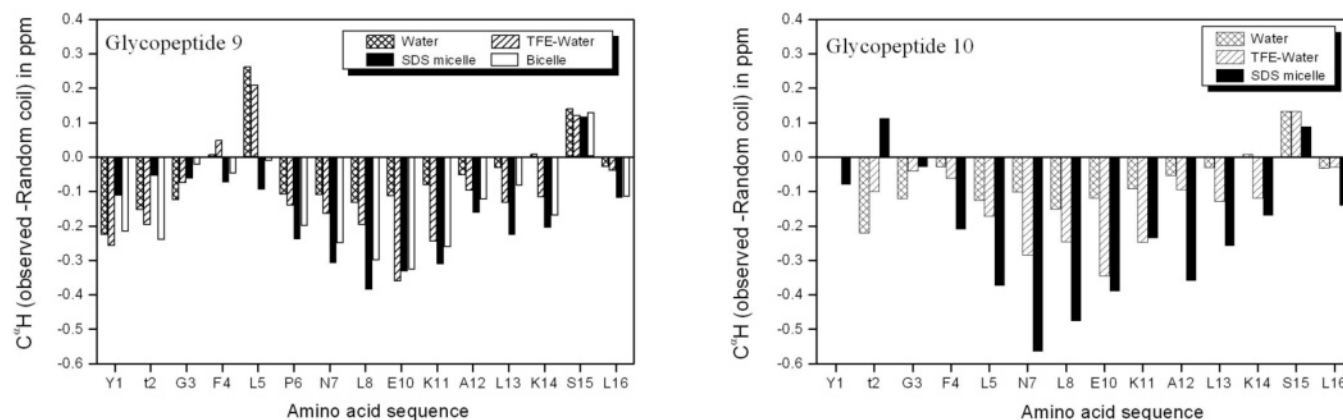 Glycopeptide 9
Water
TFE-Water
SDS micelle
Bicelle
CᵅH (observed -Random coil) in ppm
0.4
0.3
0.2
0.1
0.0
-0.1
-0.2
-0.3
-0.4
-0.5
-0.6
Y1 t2 G3 F4 L5 P6 N7 L8 E10 K11 A12 L13 K14 S15 L16
Amino acid sequence
Glycopeptide 10
Water
TFE-Water
SDS micelle
CᵅH (observed -Random coil) in ppm
0.4
0.3
0.2
0.1
0.0
-0.1
-0.2
-0.3
-0.4
-0.5
-0.6
Y1 t2 G3 F4 L5 N7 L8 E10 K11 A12 L13 K14 S15 L16
Amino acid sequence